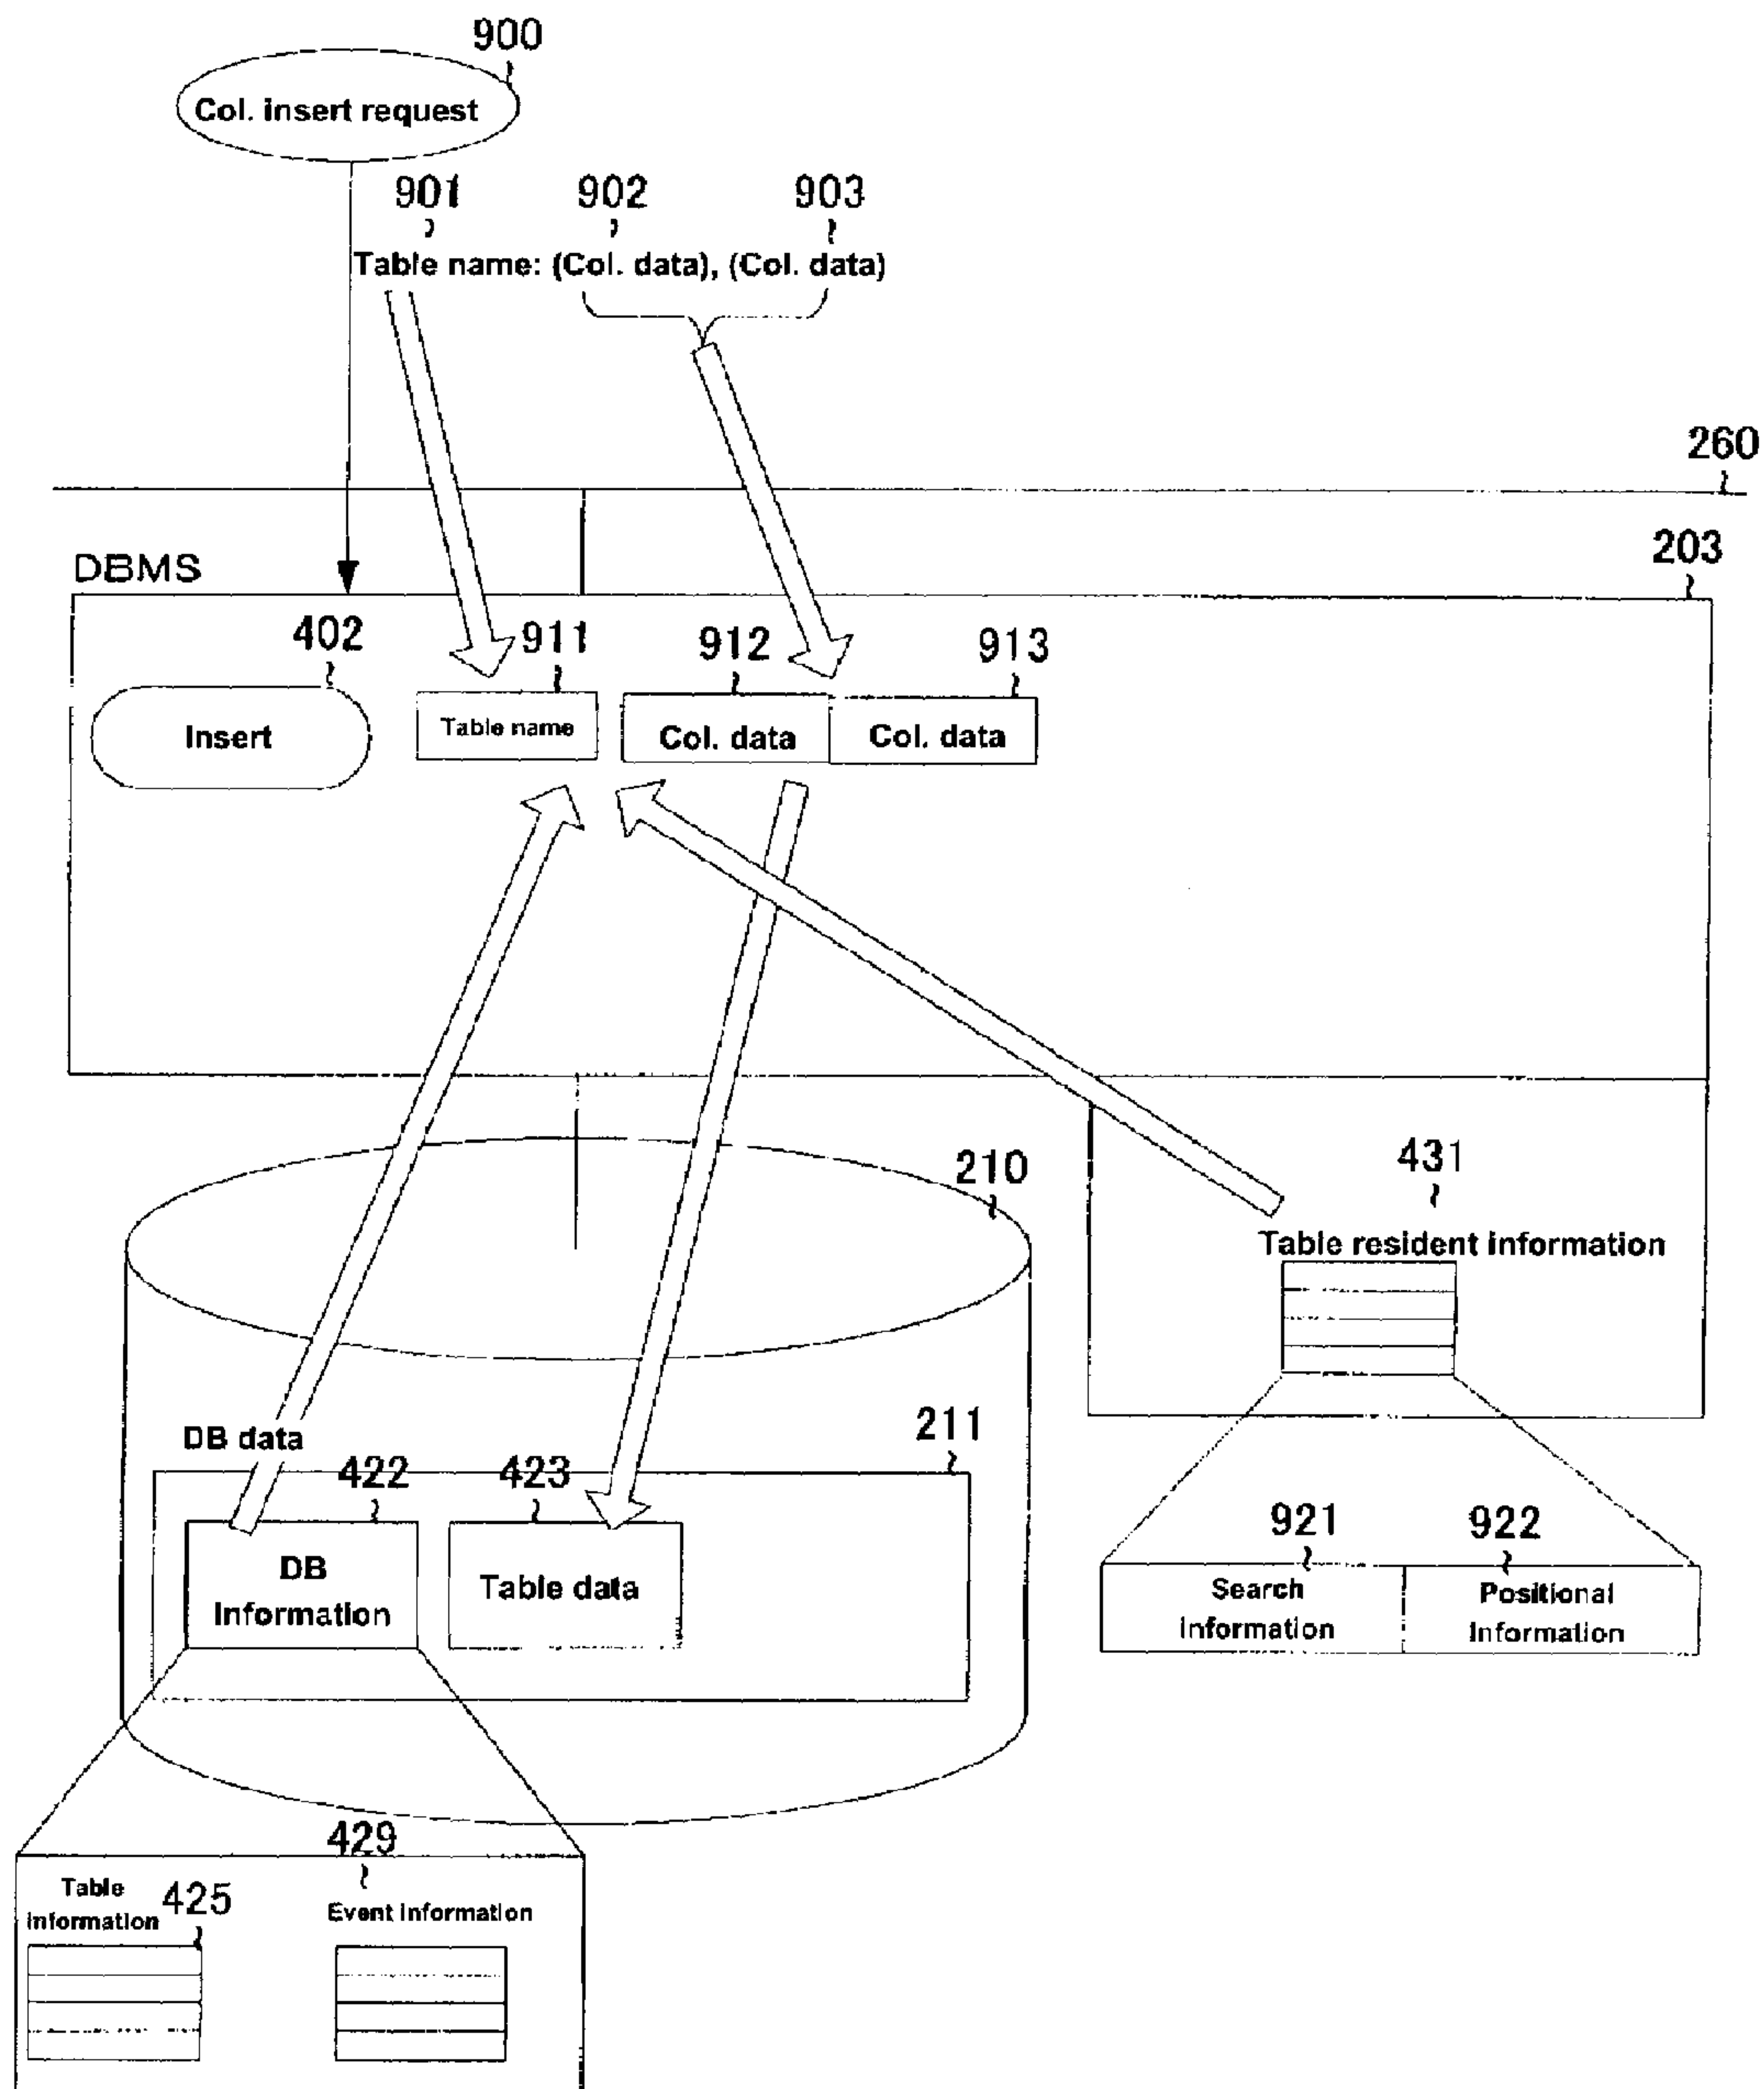 900
Col. insert request
901 902 903
Table name: (Col. data), (Col. data)
260
DBMS
203
402 911 912 913
Insert
Table name
Col. data
Col. data
210
431
Table resident information
DB data
211
422 423
DB
Information
Table data
921 922
Search
Information
Positional
Information
429
Table
Information
425
Event Information